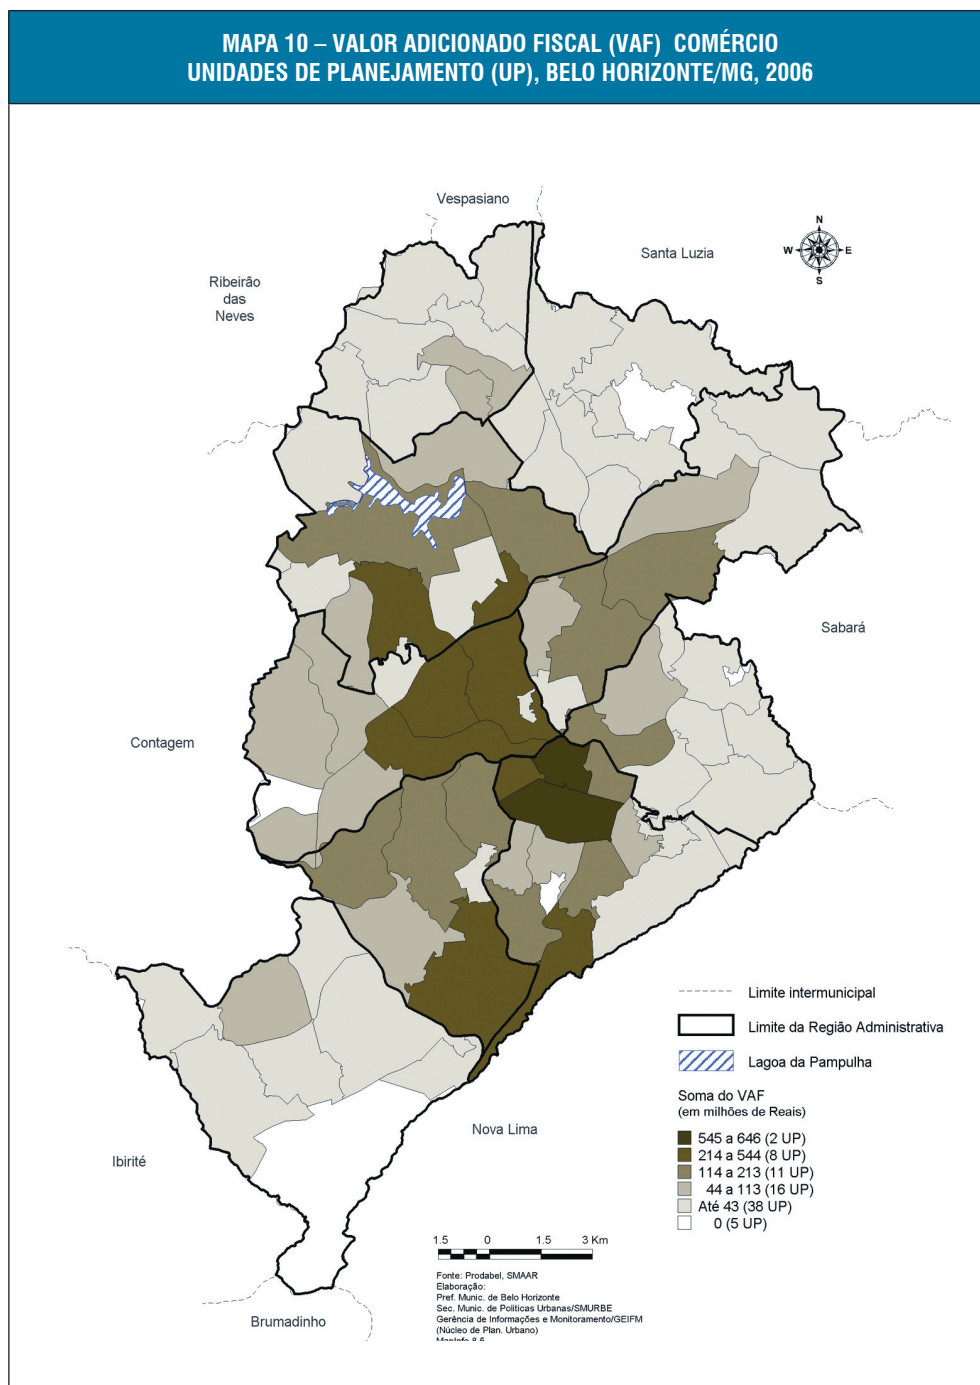 MAPA 10 – VALOR ADICIONADO FISCAL (VAF) COMÉRCIO
UNIDADES DE PLANEJAMENTO (UP), BELO HORIZONTE/MG, 2006
Vespasiano
Santa Luzia
N
W
E
S
Ribeirão
das
Neves
Sabará
Contagem
Nova Lima
Ibirité
Brumadinho
Limite intermunicipal
Limite da Região Administrativa
Lagoa da Pampulha
Soma do VAF
(em milhões de Reais)
545 a 646 (2 UP)
214 a 544 (8 UP)
114 a 213 (11 UP)
44 a 113 (16 UP)
Até 43 (38 UP)
0 (5 UP)
1.5 0 1.5 3 Km
Fonte: Prodabel, SMAAR
Elaboração:
Pref. Munic. de Belo Horizonte
Sec. Munic. de Politicas Urbanas/SMURBE
Gerência de Informações e Monitoramento/GEIFM
(Núcleo de Plan. Urbano)
MapInfo 8.5